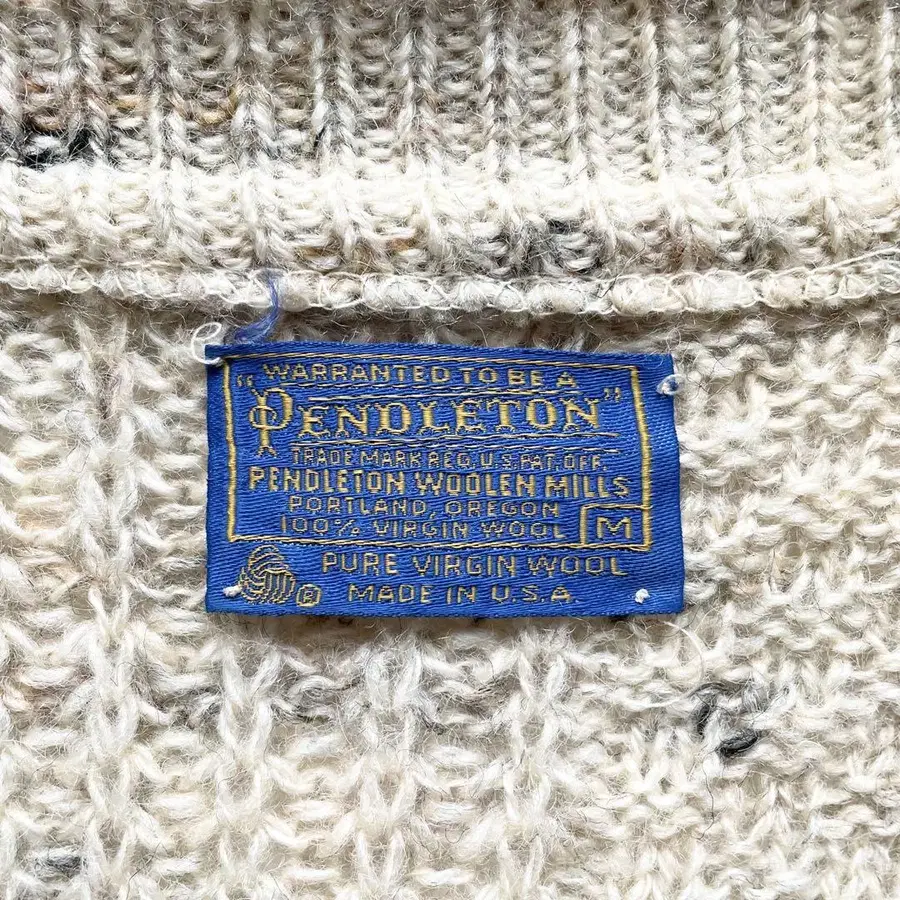 WARRANTED TO BE A
"PENDLETON"
TRADE MARK REG. U.S. PAT. OFF.
PENDLETON WOOLEN MILLS
PORTLAND, OREGON
100% VIRGIN WOOL M
PURE VIRGIN WOOL
® MADE IN U.S.A.